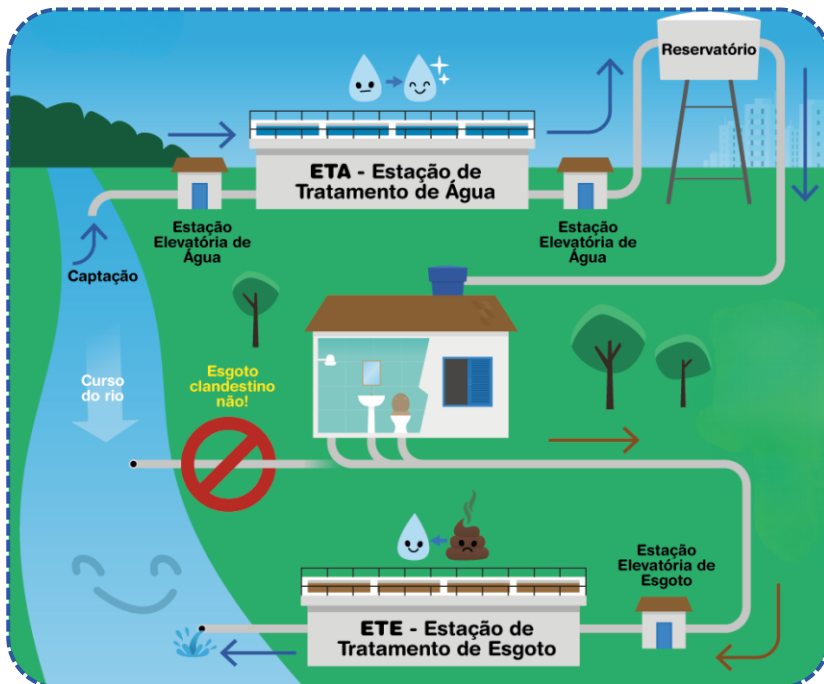 Reservatório
ETA - Estação de
Tratamento de Água
Estação
Elevatória de
Água
Estação
Elevatória de
Água
Captação
Curso
do rio
Esgoto
clandestino
não!
Estação
Elevatória de
Esgoto
ETE - Estação de
Tratamento de Esgoto